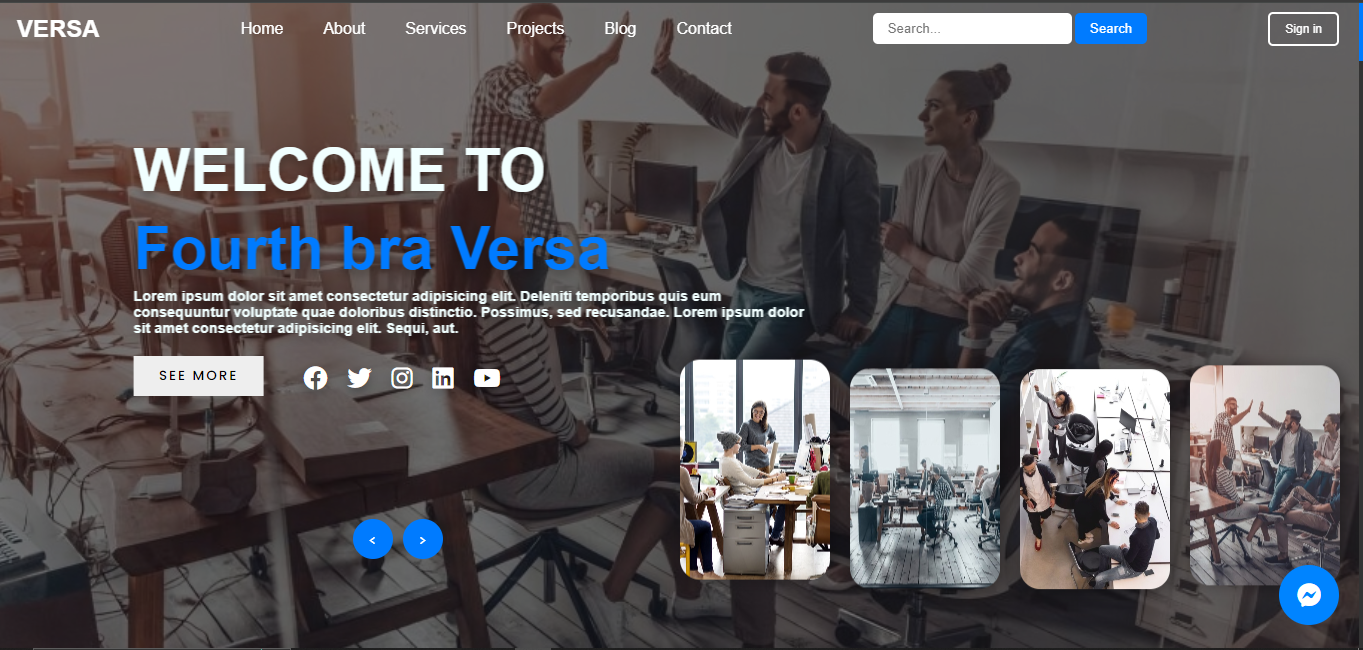 VERSA
Home About Services Projects Blog Contact
Search...
Search
Sign in
WELCOME TO
Fourth bra Versa
Lorem ipsum dolor sit amet consectetur adipisicing elit. Deleniti temporibus quis eum
consequuntur voluptate quae doloribus distinctio. Possimus, sed recusandae. Lorem ipsum dolor
sit amet consectetur adipisicing elit. Sequi, aut.
SEE MORE
< >